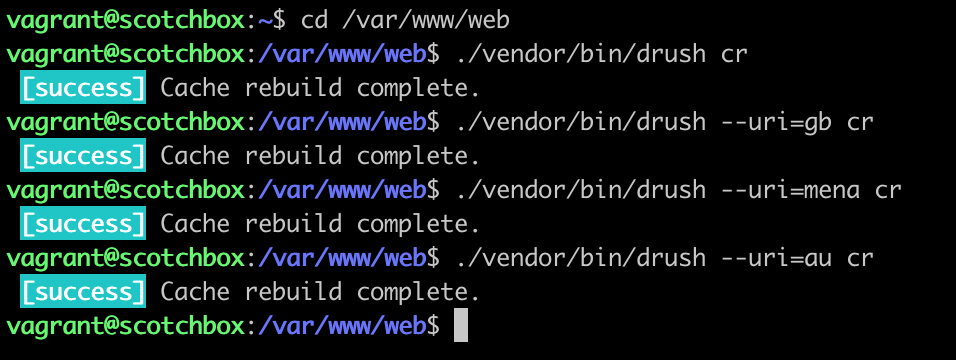 vagrant@scotchbox:~$ cd /var/www/web
vagrant@scotchbox:/var/www/web$ ./vendor/bin/drush cr
[success] Cache rebuild complete.
vagrant@scotchbox:/var/www/web$ ./vendor/bin/drush --uri=gb cr
[success] Cache rebuild complete.
vagrant@scotchbox:/var/www/web$ ./vendor/bin/drush --uri=mena cr
[success] Cache rebuild complete.
vagrant@scotchbox:/var/www/web$ ./vendor/bin/drush --uri=au cr
[success] Cache rebuild complete.
vagrant@scotchbox:/var/www/web$